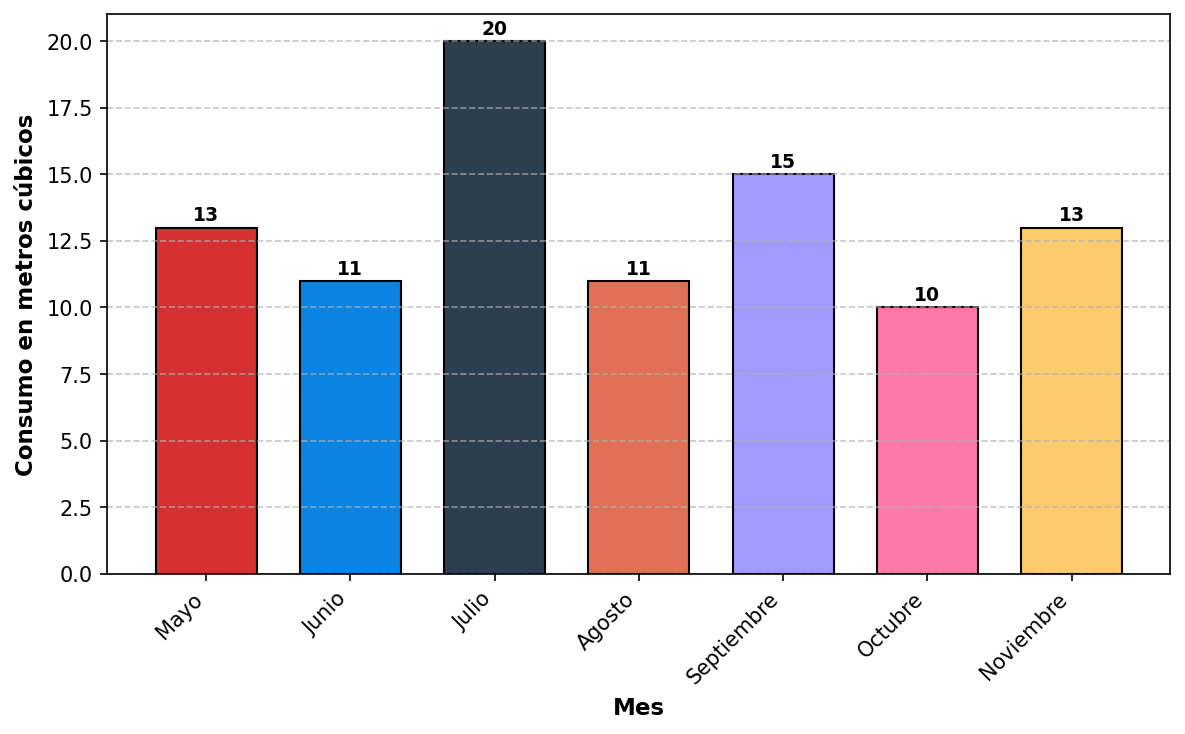 Consumo en metros cúbicos
20.0
17.5
15.0
12.5
10.0
7.5
5.0
2.5
0.0
13
11
20
11
15
10
13
Mayo
Junio
Julio
Agosto
Septiembre
Octubre
Noviembre
Mes